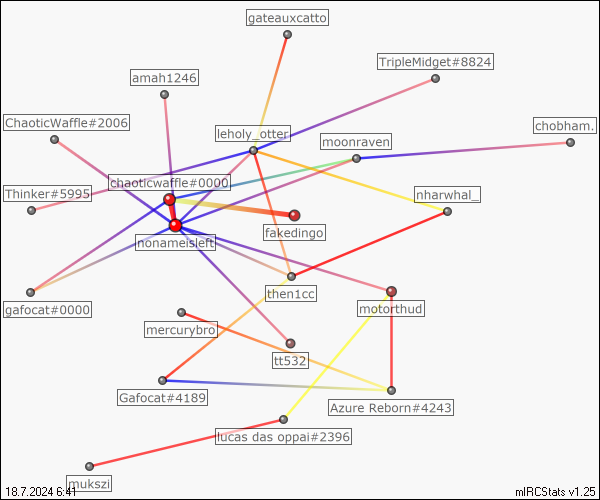 gateauxcatto
TripleMidget#8824
amah1246
ChaoticWaffle#2006
chobham.
leholy_otter
moonraven
chaoticwaffle#0000
Thinker#5995
nharwhal_
fakedingo
nonameisleft
then1cc
gafocat#0000
motorthud
mercurybro
tt532
Gafocat#4189
Azure Reborn#4243
lucas das oppai#2396
mukszi
18.7.2024 6:41
mIRCStats v1.25